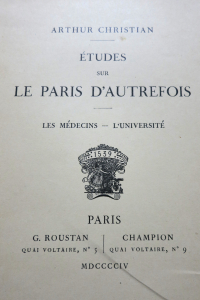 ARTHUR CHRISTIAN
ÉTUDES
SUR
LE PARIS D'AUTREFOIS
LES MÉDECINS — L'UNIVERSITÉ
1539
PARIS
G. ROUSTAN
QUAI VOLTAIRE, Nº 5
CHAMPION
QUAI VOLTAIRE, Nº 9
MDCCCCIV